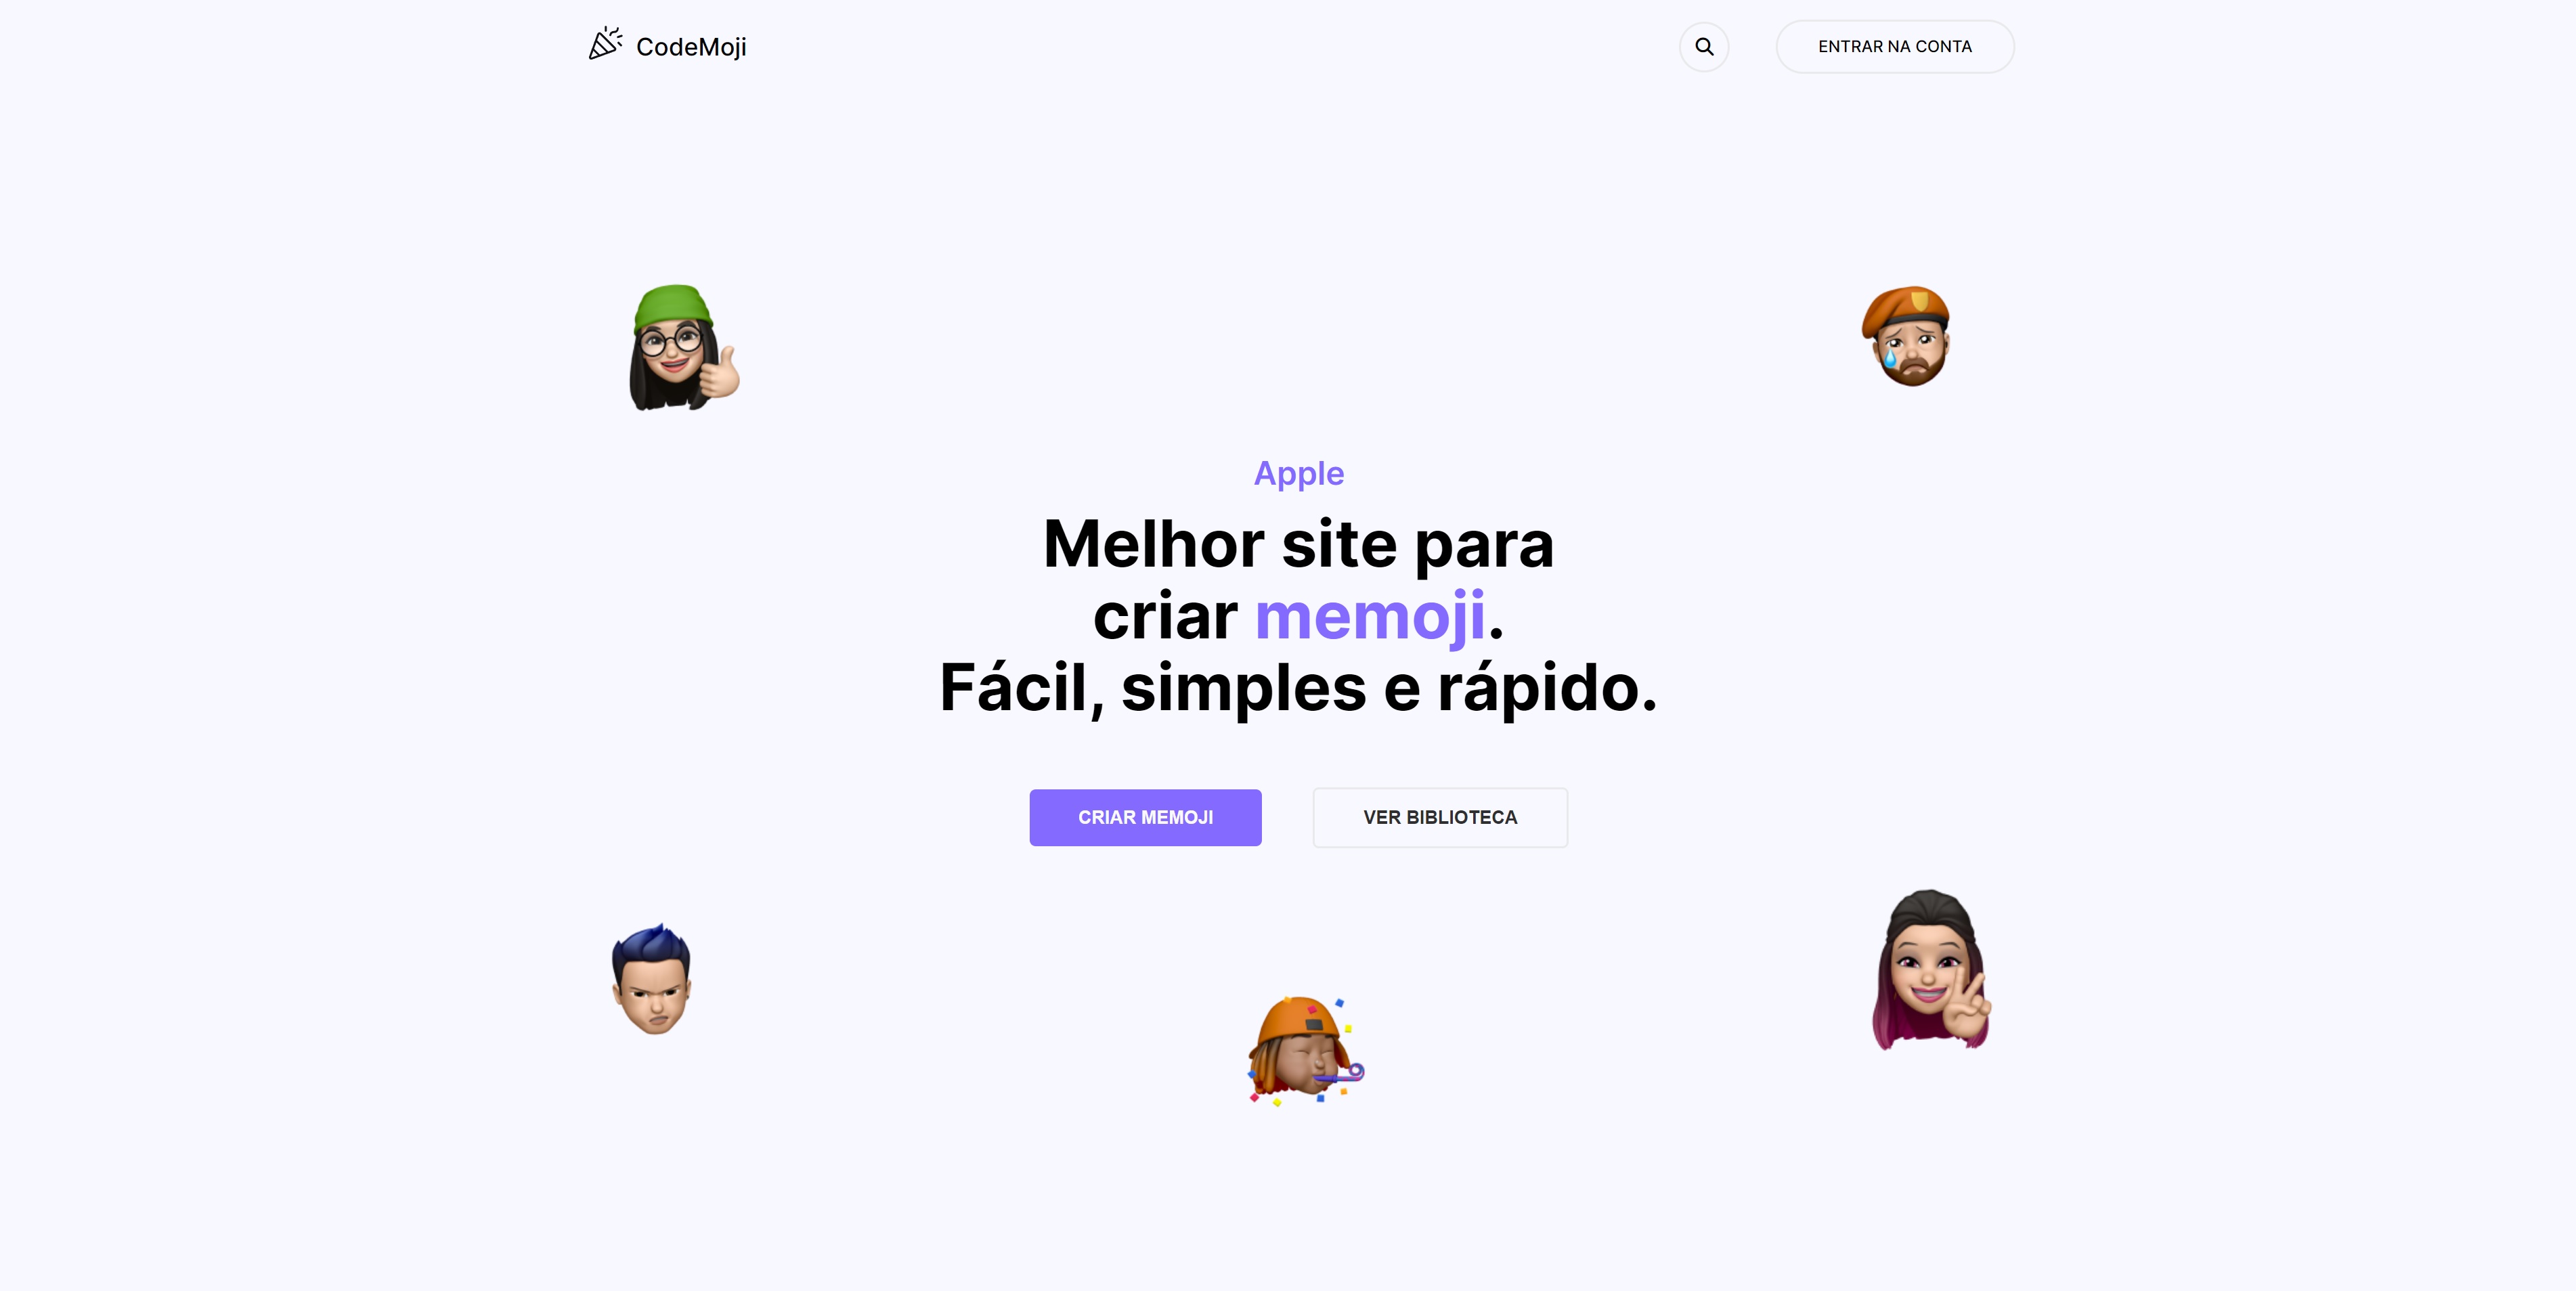 CodeMoji
ENTRAR NA CONTA
Apple
Melhor site para
criar memoji.
Fácil, simples e rápido.
CRIAR MEMOJI
VER BIBLIOTECA